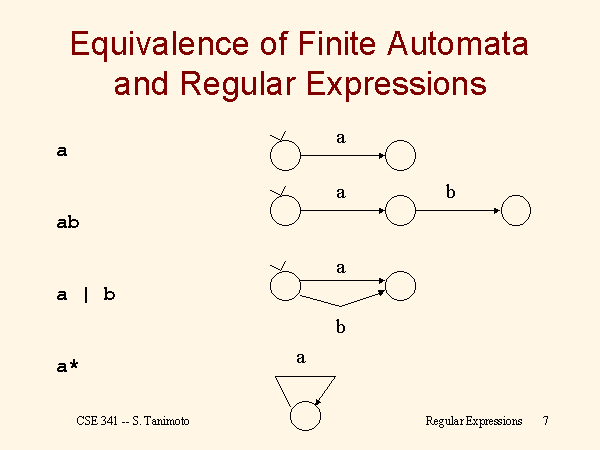 Equivalence of Finite Automata
and Regular Expressions
a
a
a
b
ab
a
a | b
b
a
a*
CSE 341 -- S. Tanimoto
Regular Expressions
7